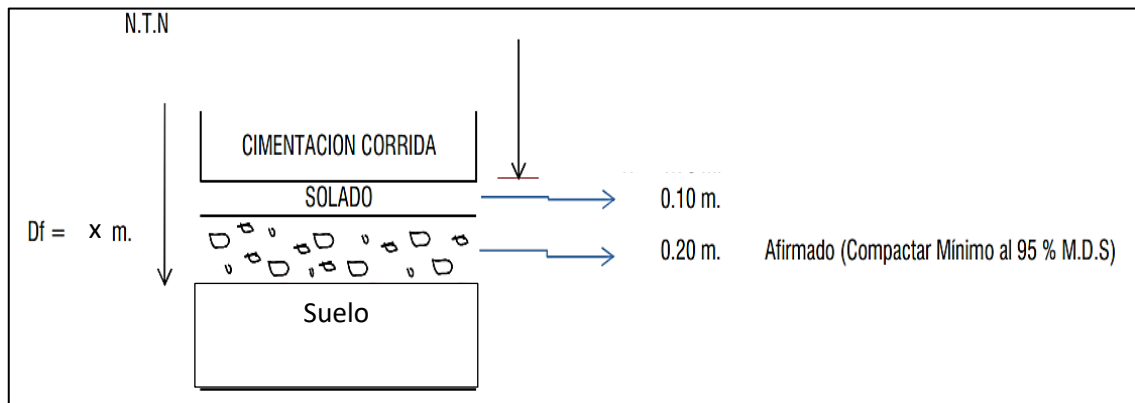 N.T.N
CIMENTACION CORRIDA
SOLADO
0.10 m.
Df = x m.
0.20 m. Afirmado (Compactar Mínimo al 95 % M.D.S)
Suelo